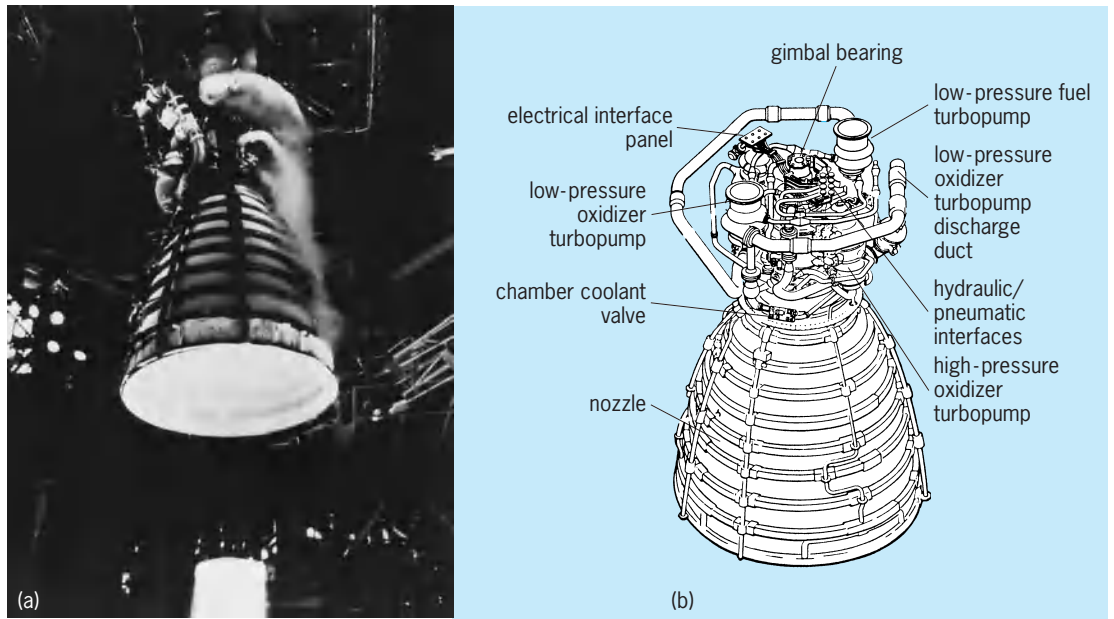 gimbal bearing
low-pressure fuel
turbopump
electrical interface
panel
low-pressure
oxidizer
turbopump
discharge
duct
low-pressure
oxidizer
turbopump
chamber coolant
valve
hydraulic/
pneumatic
interfaces
high-pressure
oxidizer
turbopump
nozzle
(a)
(b)